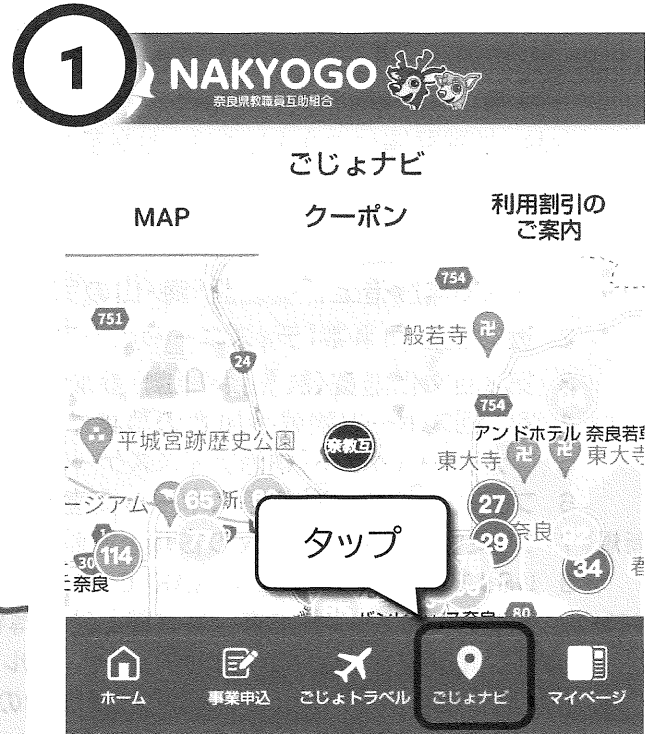 1
NAKYOGO
奈良県教職員互助組合
ごじょナビ
MAP
クーポン
利用割引の
ご案内
754
751
般若寺
24
754
アンドホテル 奈良若草
平城宮跡歴史公園
奈教互
東大寺
東大寺
ージアム
65
新
27
77
タップ
29
奈良
1
30
114
34
奈良
80
ホーム
事業申込
ごじょトラベル
ごじょナビ
マイページ